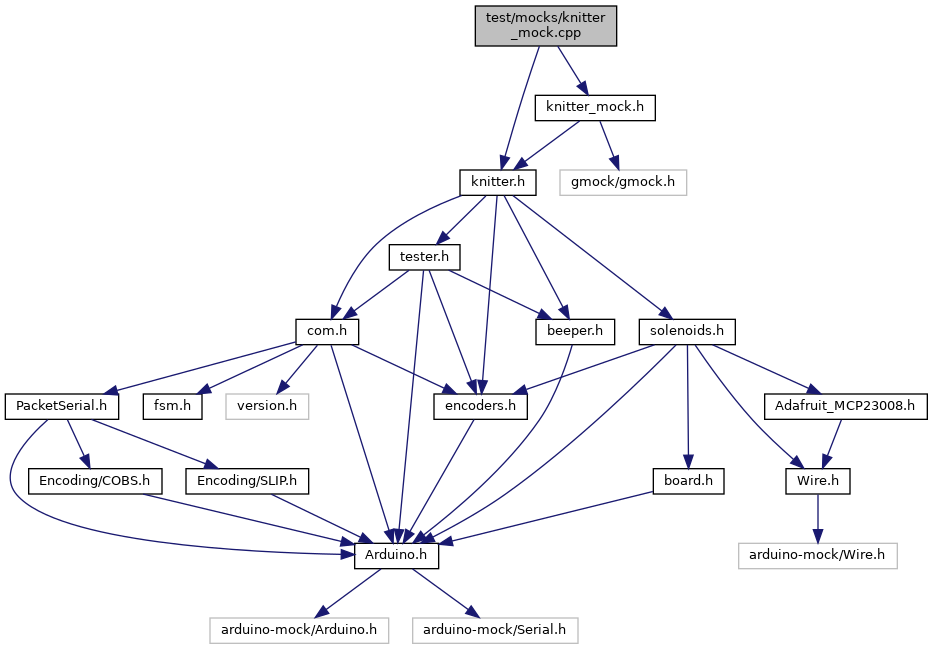 test/mocks/knitter
_mock.cpp
knitter_mock.h
knitter.h
gmock/gmock.h
tester.h
com.h
beeper.h
solenoids.h
PacketSerial.h
fsm.h
version.h
encoders.h
Adafruit_MCP23008.h
Encoding/COBS.h
Encoding/SLIP.h
board.h
Wire.h
Arduino.h
arduino-mock/Wire.h
arduino-mock/Arduino.h
arduino-mock/Serial.h